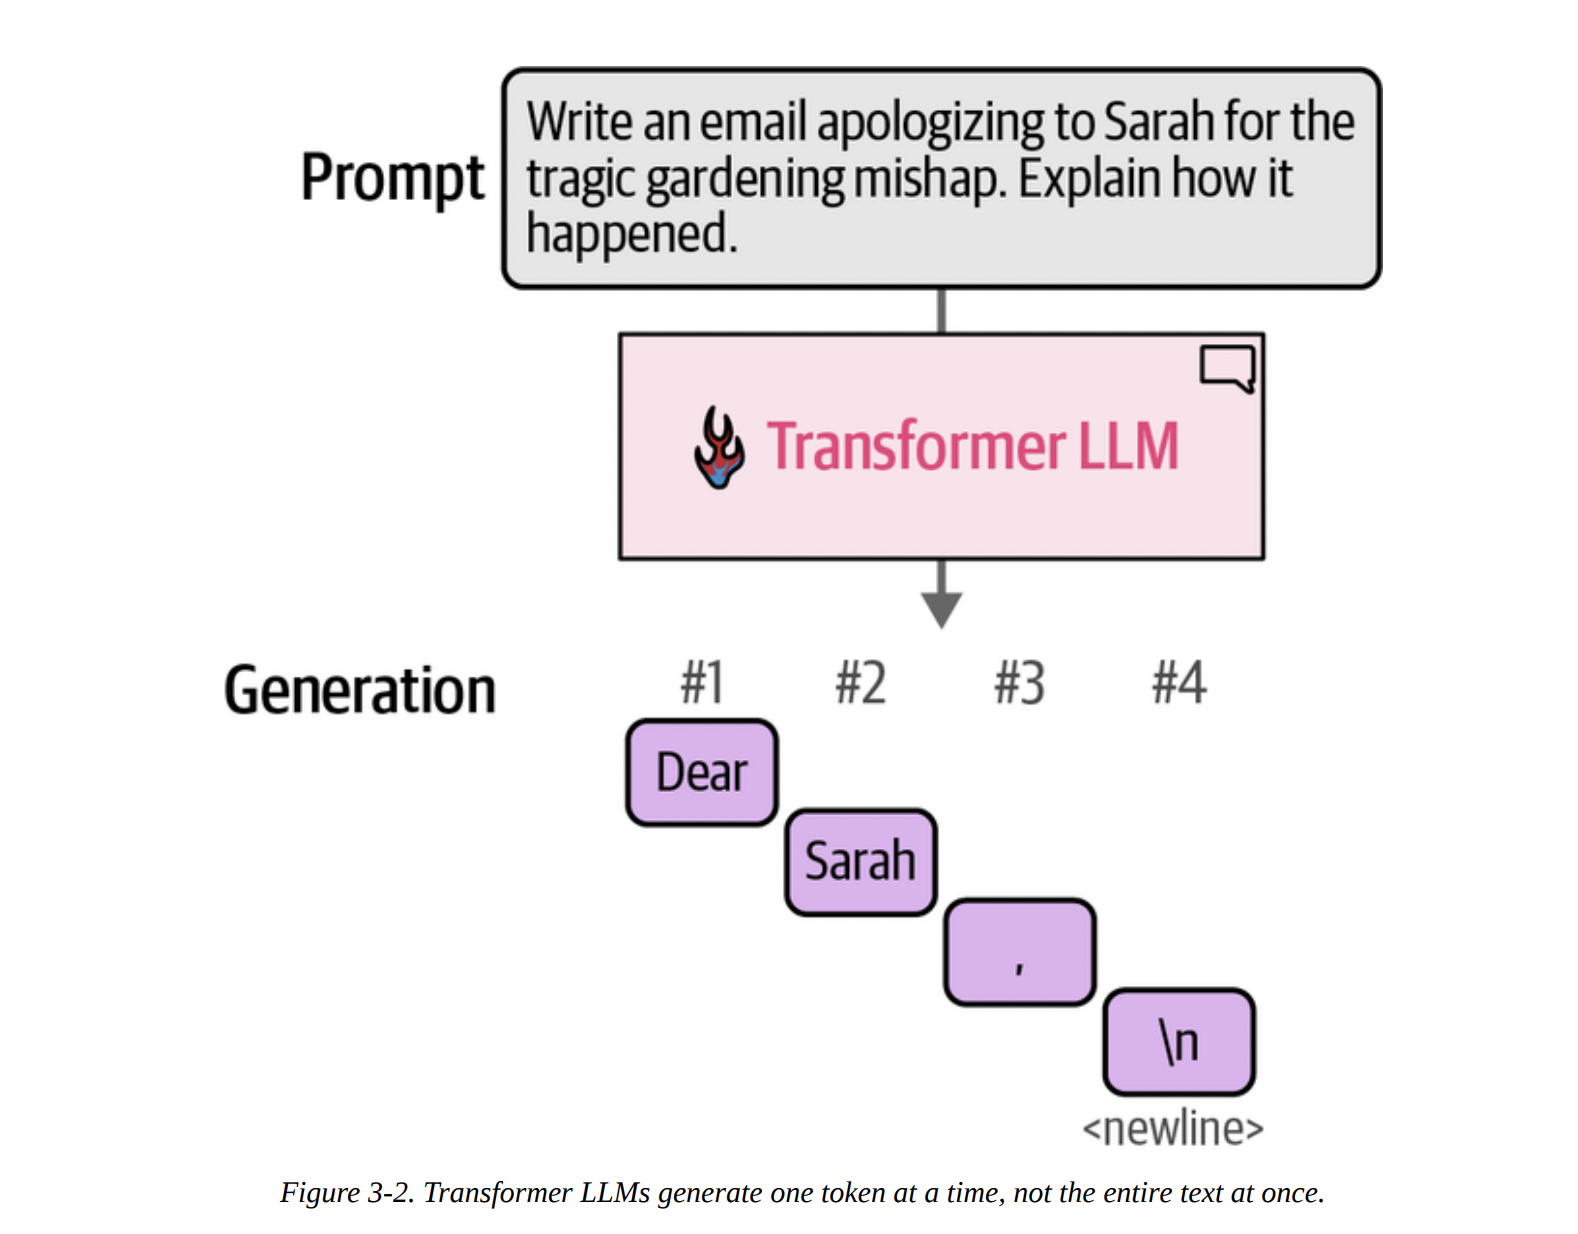 Prompt
Write an email apologizing to Sarah for the
tragic gardening mishap. Explain how it
happened.
Transformer LLM
Generation
#1 #2 #3 #4
Dear
Sarah
,
\n
<newline>
Figure 3-2. Transformer LLMs generate one token at a time, not the entire text at once.